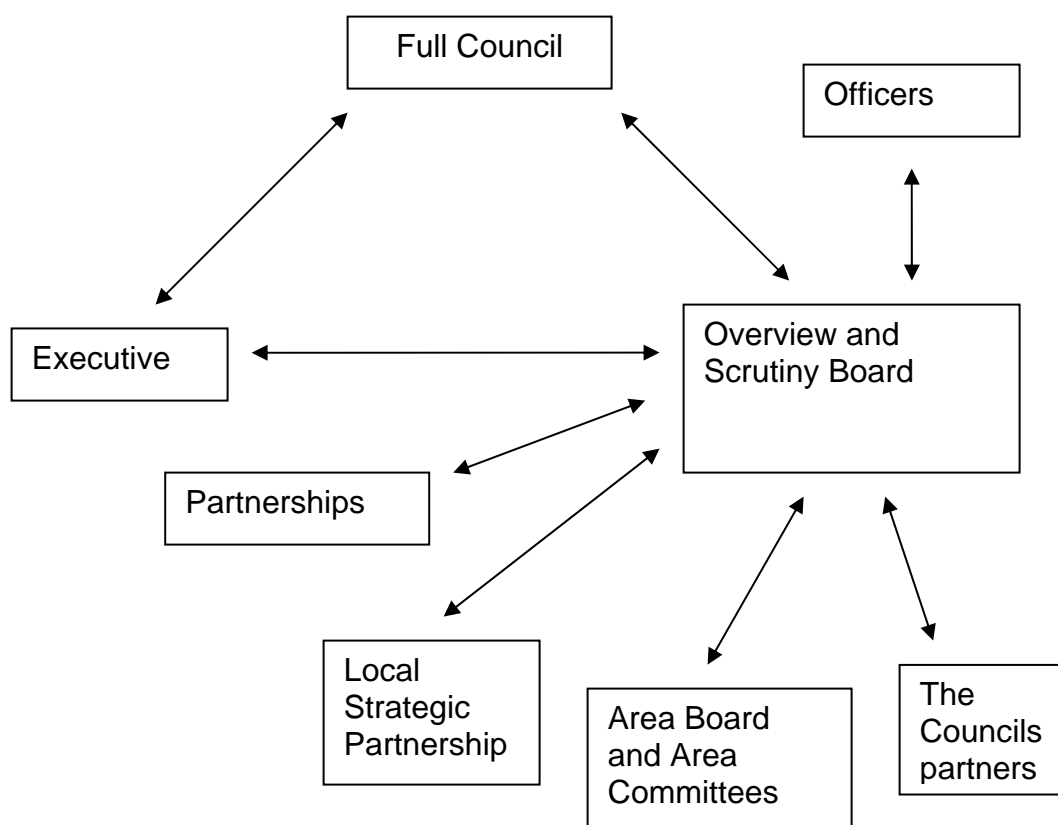 Full Council
Officers
Overview and
Scrutiny Board
Executive
Partnerships
Local
Strategic
Partnership
Area Board
and Area
Committees
The
Councils
partners